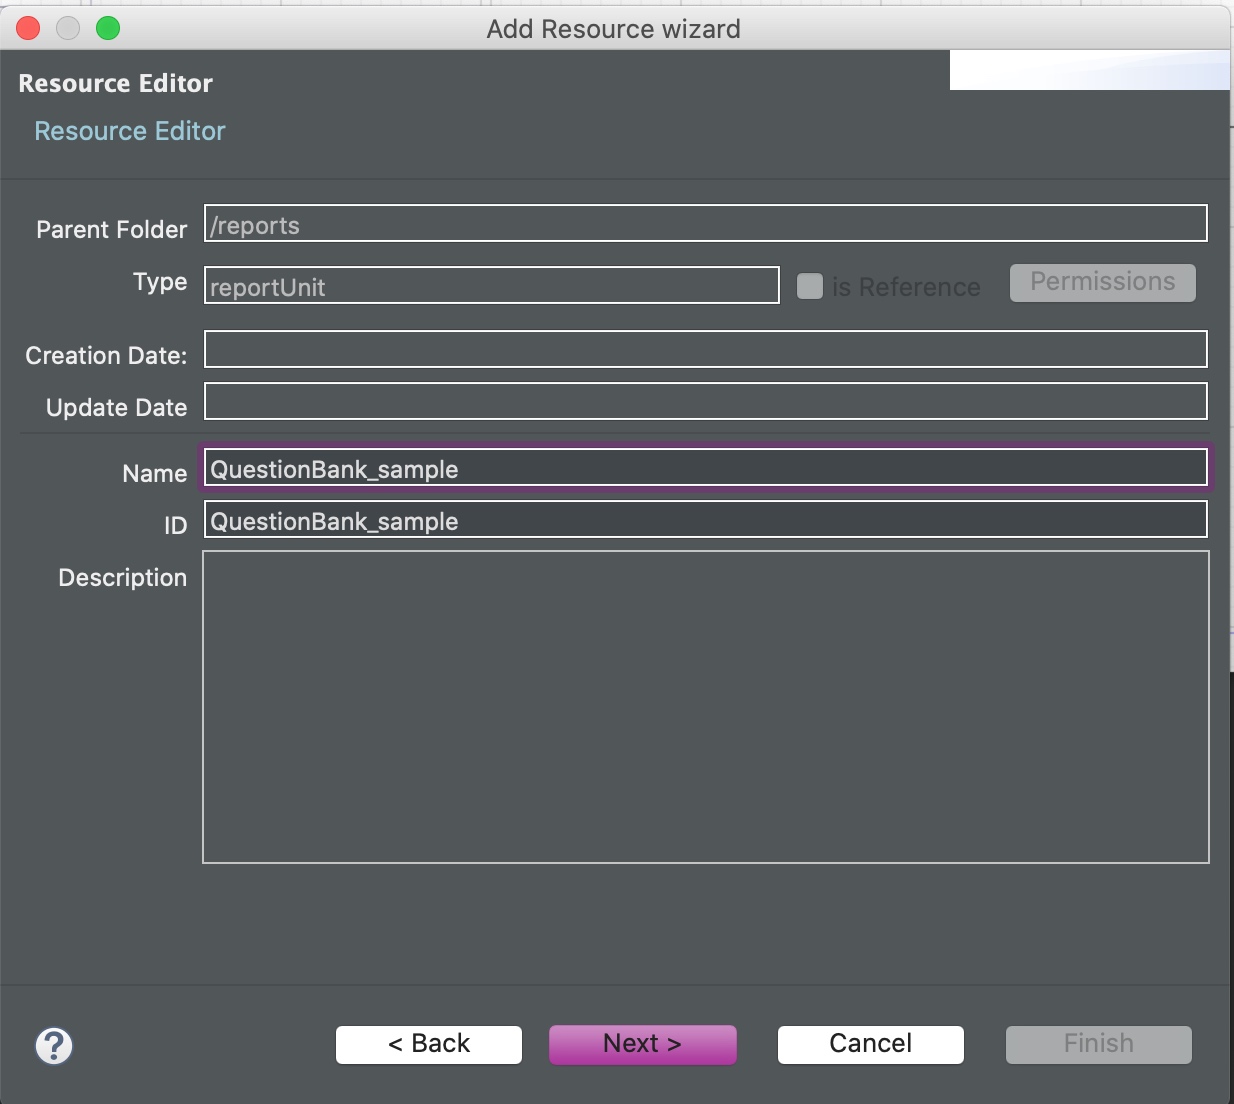 Add Resource wizard
Resource Editor
Resource Editor
Parent Folder /reports
Type reportUnit is Reference Permissions
Creation Date:
Update Date
Name QuestionBank_sample
ID QuestionBank_sample
Description
? < Back Next > Cancel Finish